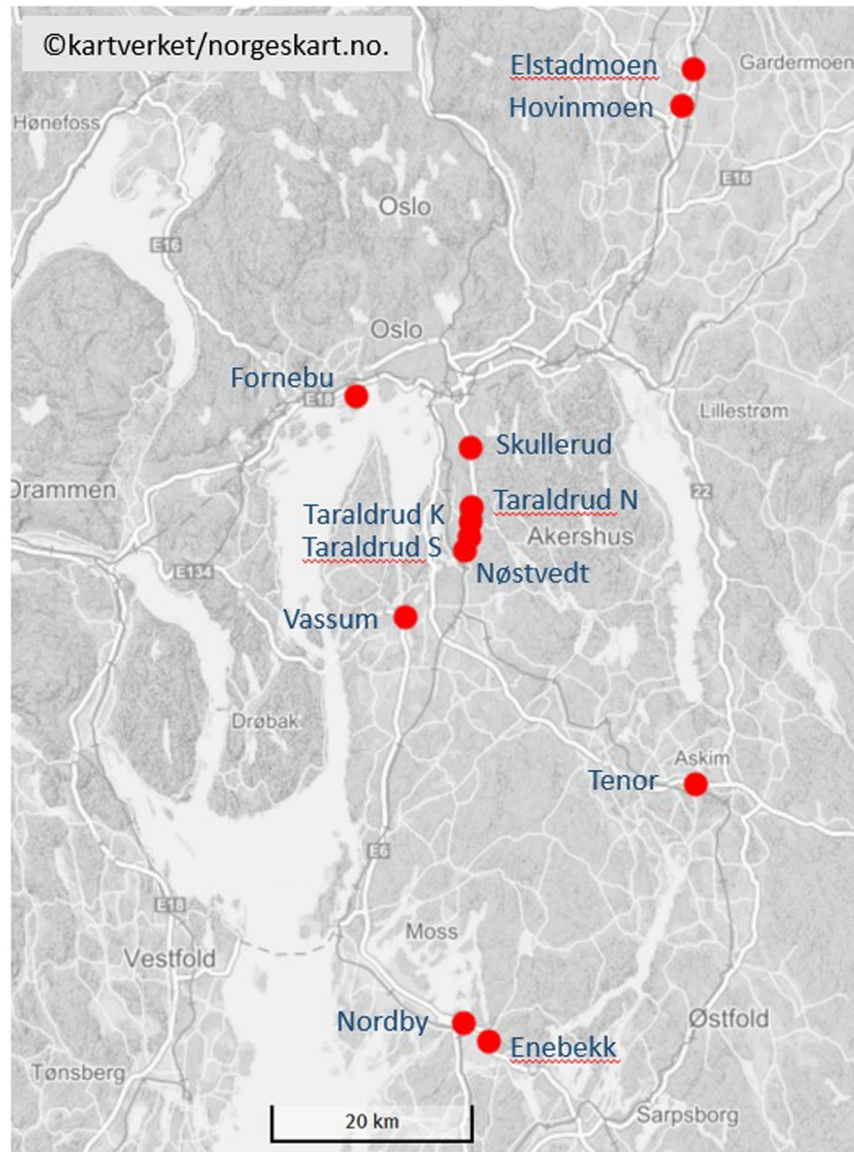 ©kartverket/norgeskart.no.
Elstadmoen
Gardermoen
Hovinmoen
Hønefoss
E16
Oslo
E16
Oslo
Fornebu
E18
Lillestrøm
Skullerud
Drammen
22
Taraldrud N
Taraldrud K
Akershus
Taraldrud S
E134
Nøstvedt
Vassum
Drøbak
Askim
Tenor
E6
E18
Moss
Vestfold
Nordby
Østfold
Enebekk
Tønsberg
20 km
Sarpsborg